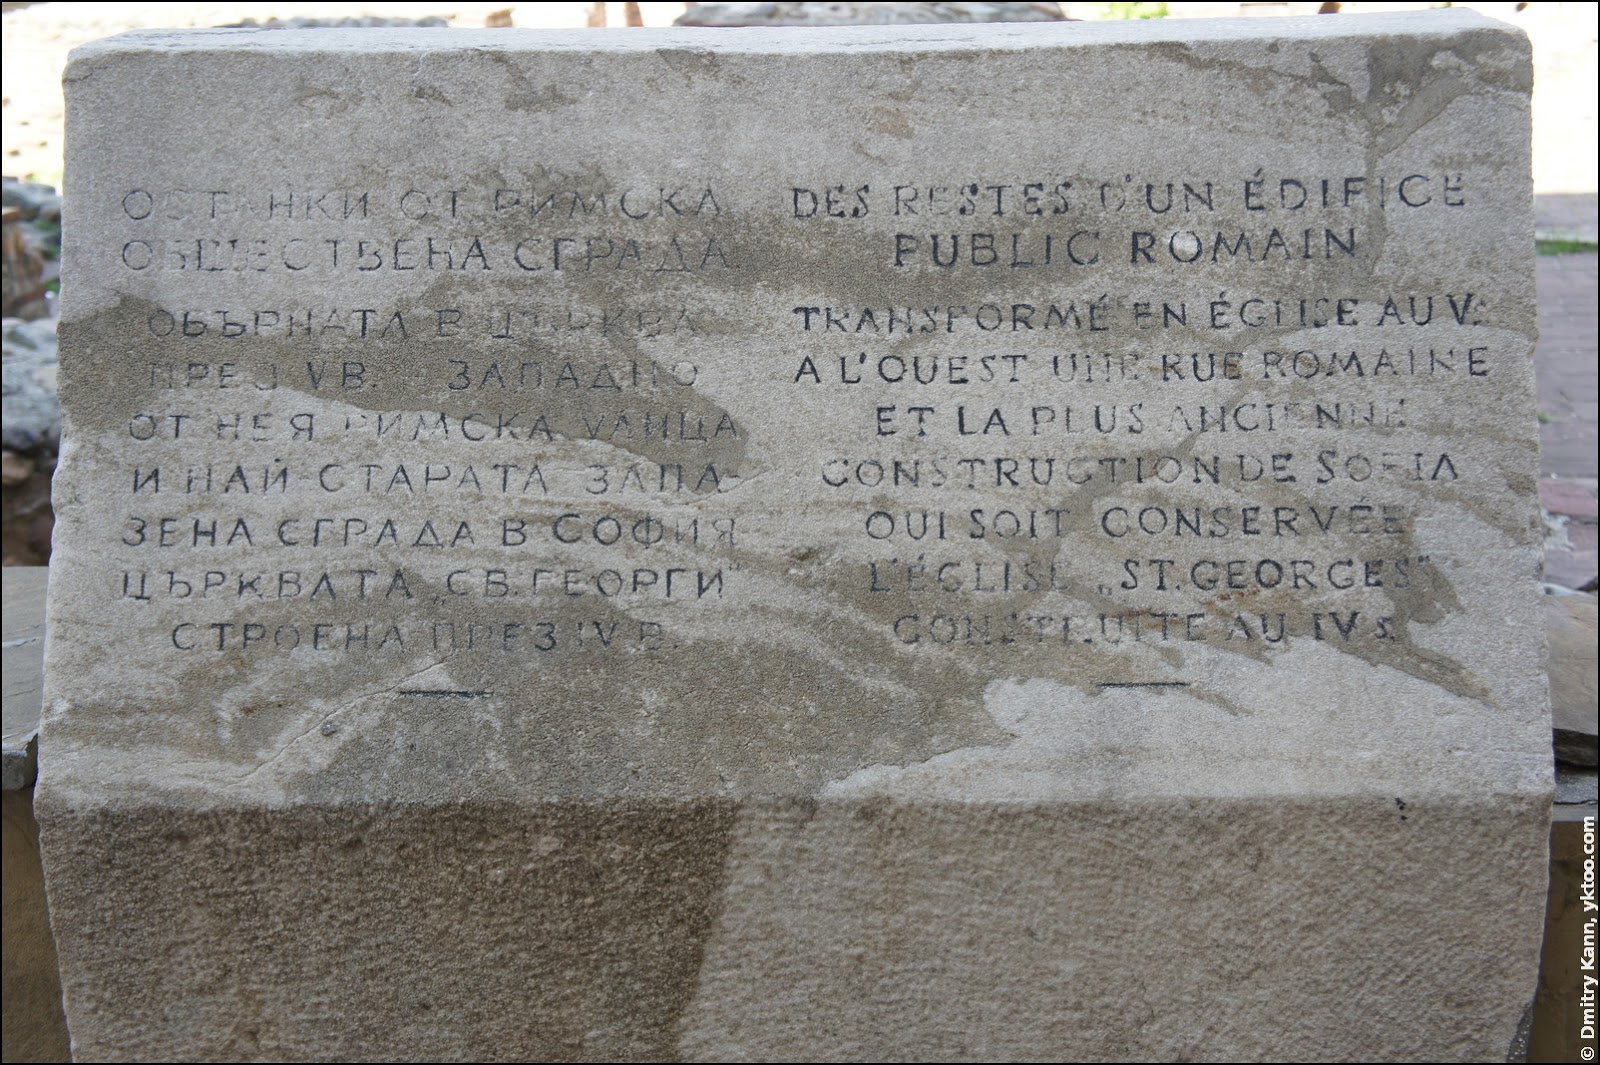 ОСТАНКИ ОТ РИМСКА
ОБЩЕСТВЕНА СГРАДА
ОБЪРНАТА В ЦЪРКВА
ПРЕЗ V В. – ЗАПАДНО
ОТ НЕЯ РИМСКА УЛИЦА
И НАЙ-СТАРАТА ЗАПА-
ЗЕНА СГРАДА В СОФИЯ
ЦЪРКВАТА „СВ. ГЕОРГИ"
СТРОЕНА ПРЕЗ IV В.
DES RESTES D'UN ÉDIFICE
PUBLIC ROMAIN
TRANSFORMÉ EN ÉGLISE AU V.
A L'OUEST UNE RUE ROMAINE
ET LA PLUS ANCIENNE
CONSTRUCTION DE SOFIA
QUI SOIT CONSERVÉE
L'ÉGLISE „ST. GEORGES"
CONSTRUITE AU IV s.
© Dmitry Kann, yktoo.com